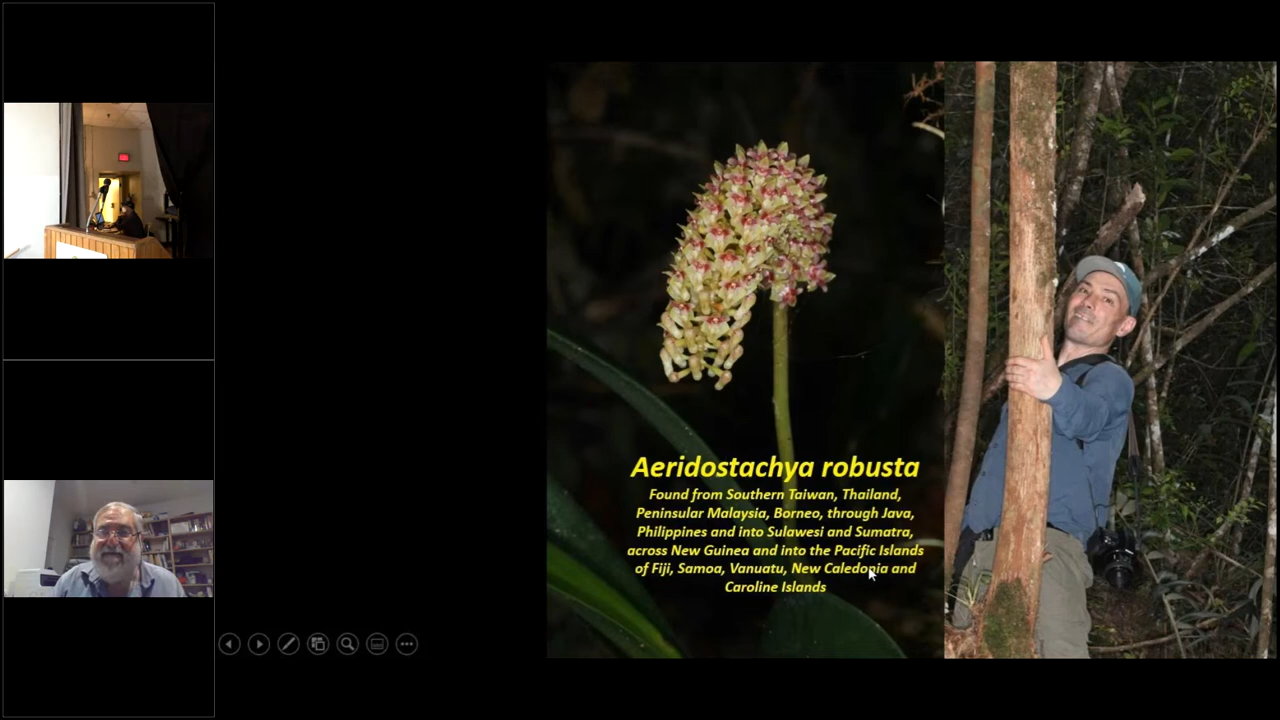 Aeridostachya robusta
Found from Southern Taiwan, Thailand,
Peninsular Malaysia, Borneo, through Java,
Philippines and into Sulawesi and Sumatra,
across New Guinea and into the Pacific Islands
of Fiji, Samoa, Vanuatu, New Caledonia and
Caroline Islands